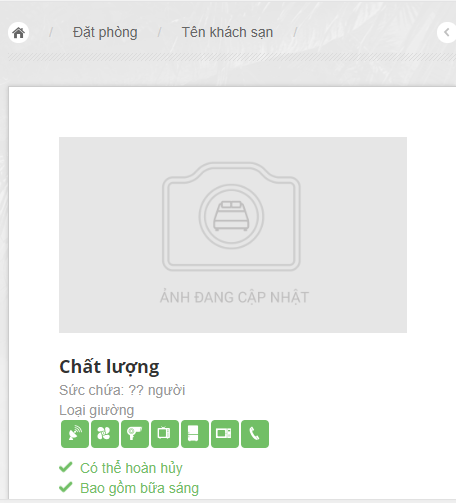 / Đặt phòng / Tên khách sạn /
ẢNH ĐANG CẬP NHẬT
Chất lượng
Sức chứa: ?? người
Loại giường
Có thể hoàn hủy
Bao gồm bữa sáng